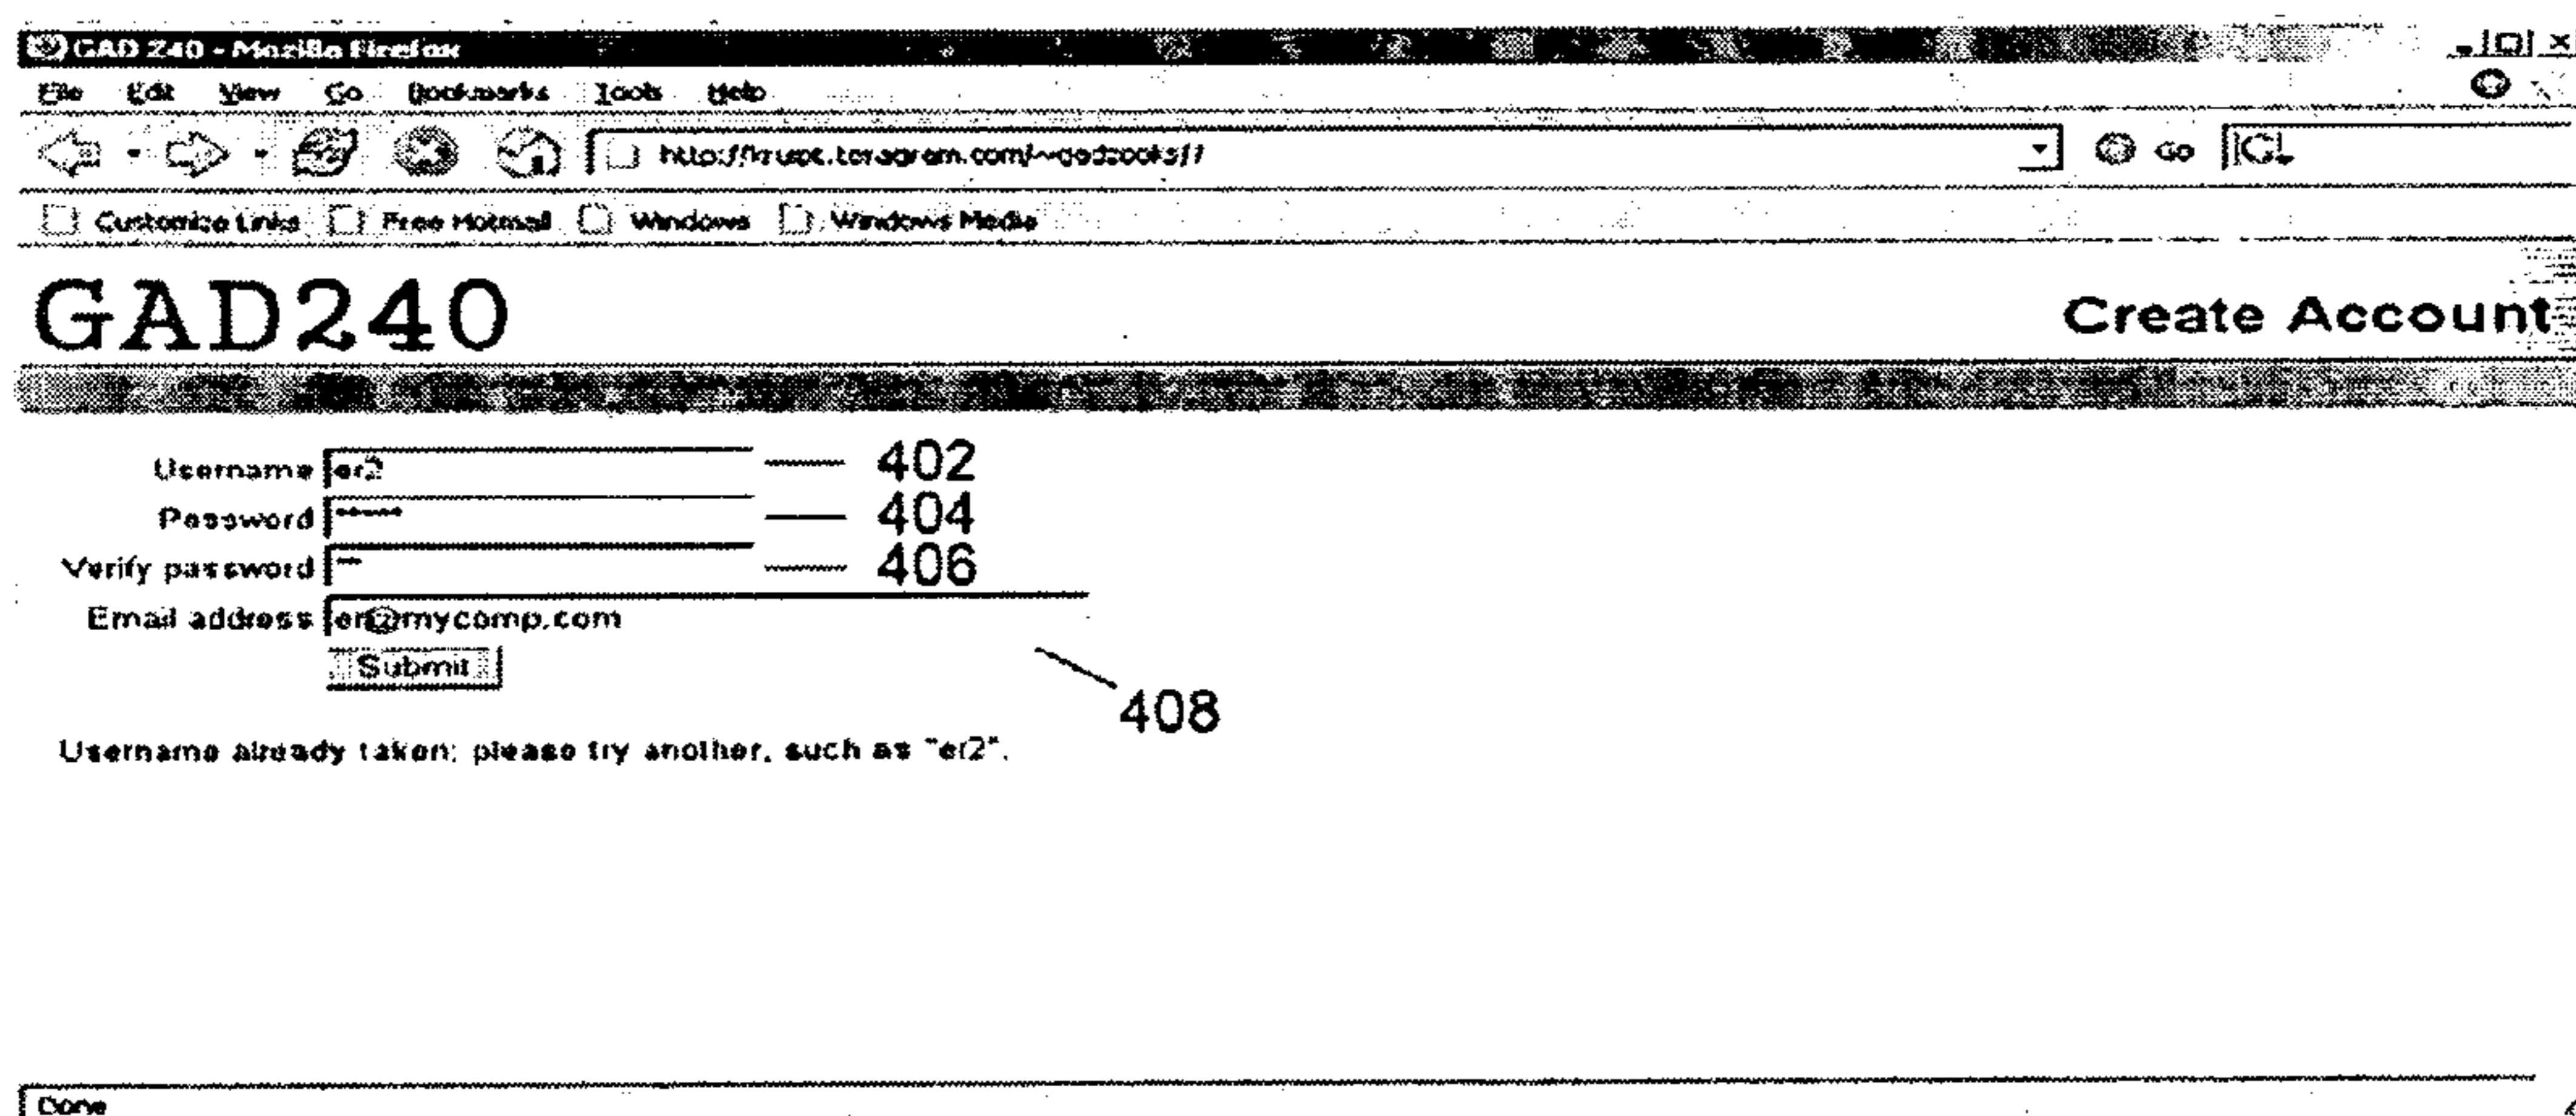 GAD 240 - Mozilla Firefox
File Edit View Go Bookmarks Tools Help
Go G
Customize Links Free Hotmail Windows Windows Media
GAD240 Create Account
Username er2 402
Password 404
Verify password 406
Email address er@mycomp.com
Submit
408
Username already taken; please try another, such as "er2".
Done